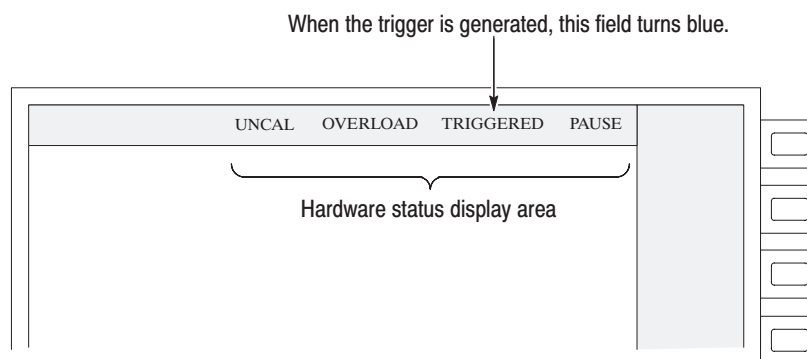 When the trigger is generated, this field turns blue.
UNCAL OVERLOAD TRIGGERED PAUSE
Hardware status display area